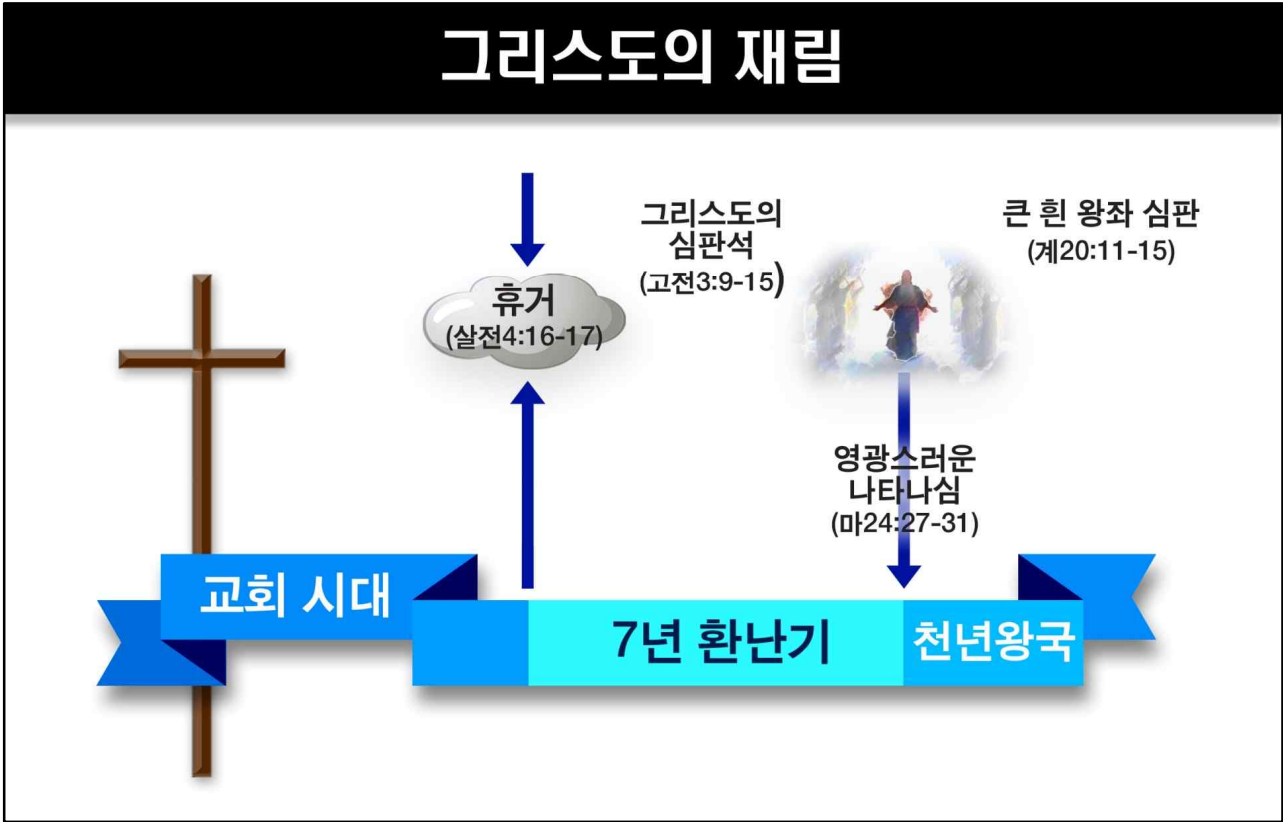 그리스도의 재림
휴거
(살전4:16-17)
그리스도의
심판석
(고전3:9-15)
큰 흰 왕좌 심판
(계20:11-15)
영광스러운
나타나심
(마24:27-31)
교회 시대
7년 환난기
천년왕국